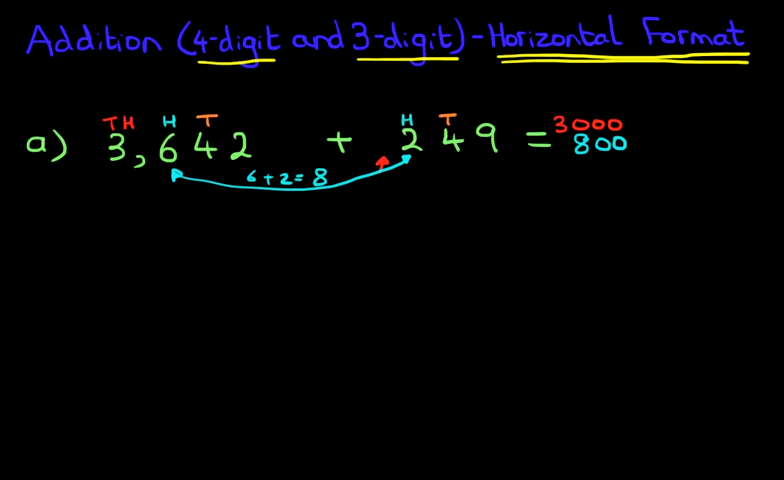 Addition (4-digit and 3-digit) - Horizontal Format
TH H T H T
a) 3,642 + 249 = 3000
800
6+2=8